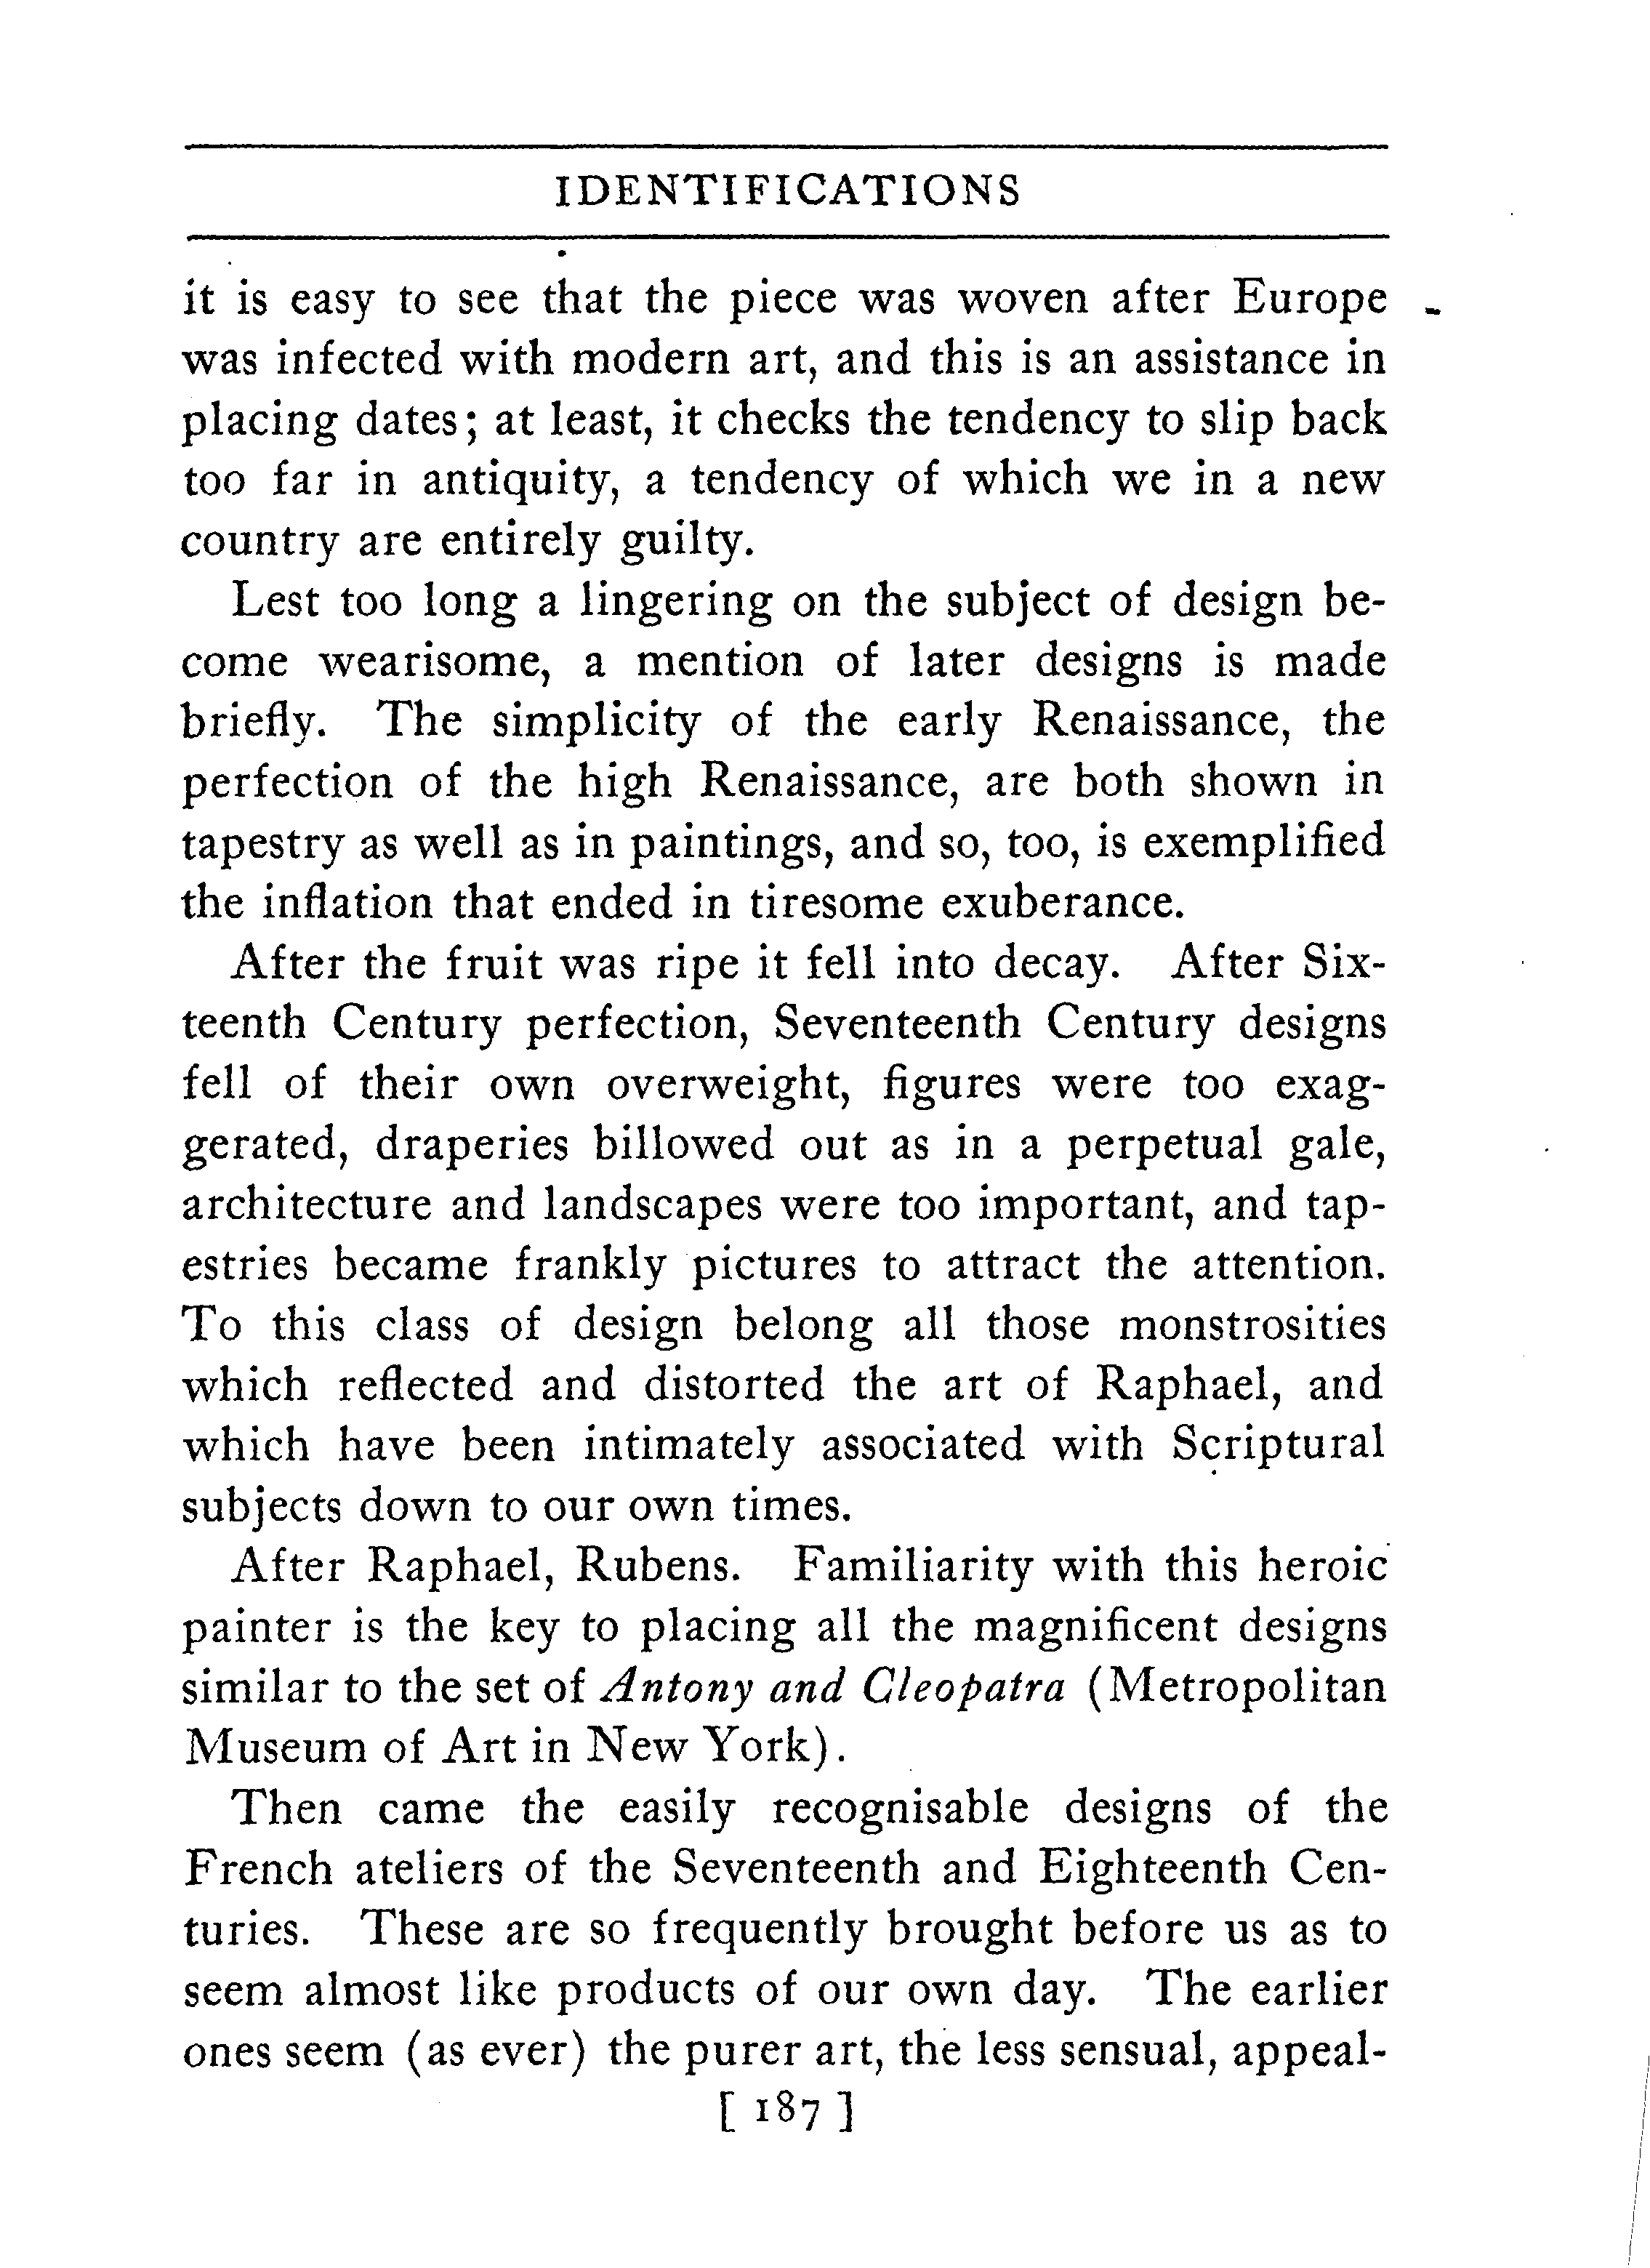 IDENTIFICATIONS
it is easy to see that the piece was woven after Europe
was infected with modern art, and this is an assistance in
placing dates; at least, it checks the tendency to slip back
too far in antiquity, a tendency of which we in a new
country are entirely guilty.
Lest too long a lingering on the subject of design be-
come wearisome, a mention of later designs is made
briefly. The simplicity of the early Renaissance, the
perfection of the high Renaissance, are both shown in
tapestry as well as in paintings, and so, too, is exemplified
the inflation that ended in tiresome exuberance.
After the fruit was ripe it fell into decay. After Six-
teenth Century perfection, Seventeenth Century designs
fell of their own overweight, figures were too exag-
gerated, draperies billowed out as in a perpetual gale,
architecture and landscapes were too important, and tap-
estries became frankly pictures to attract the attention.
To this class of design belong all those monstrosities
which reflected and distorted the art of Raphael, and
which have been intimately associated with Scriptural
subjects down to our own times.
After Raphael, Rubens. Familiarity with this heroic
painter is the key to placing all the magnificent designs
similar to the set of Antony and Cleopatra (Metropolitan
Museum of Art in New York).
Then came the easily recognisable designs of the
French ateliers of the Seventeenth and Eighteenth Cen-
turies. These are so frequently brought before us as to
seem almost like products of our own day. The earlier
ones seem (as ever) the purer art, the less sensual, appeal-
[ 187 ]